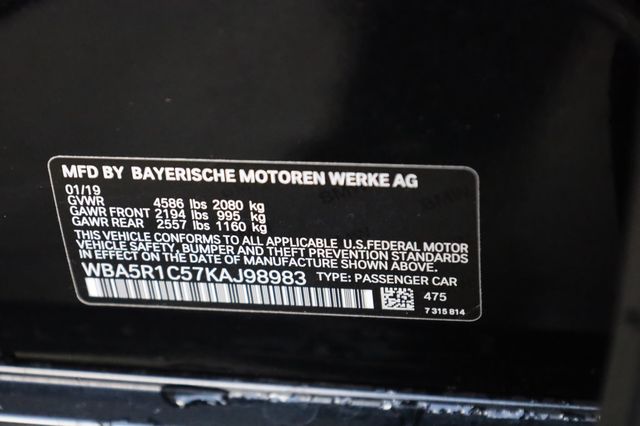 MFD BY BAYERISCHE MOTOREN WERKE AG
01/19
GVWR 4586 lbs 2080 kg
GAWR FRONT 2194 lbs 995 kg
GAWR REAR 2557 lbs 1160 kg
THIS VEHICLE CONFORMS TO ALL APPLICABLE U.S.FEDERAL MOTOR
VEHICLE SAFETY, BUMPER AND THEFT PREVENTION STANDARDS
IN EFFECT ON THE DATE OF MANUFACTURE SHOWN ABOVE.
WBA5R1C57KAJ98983 TYPE: PASSENGER CAR
475
7 315 814